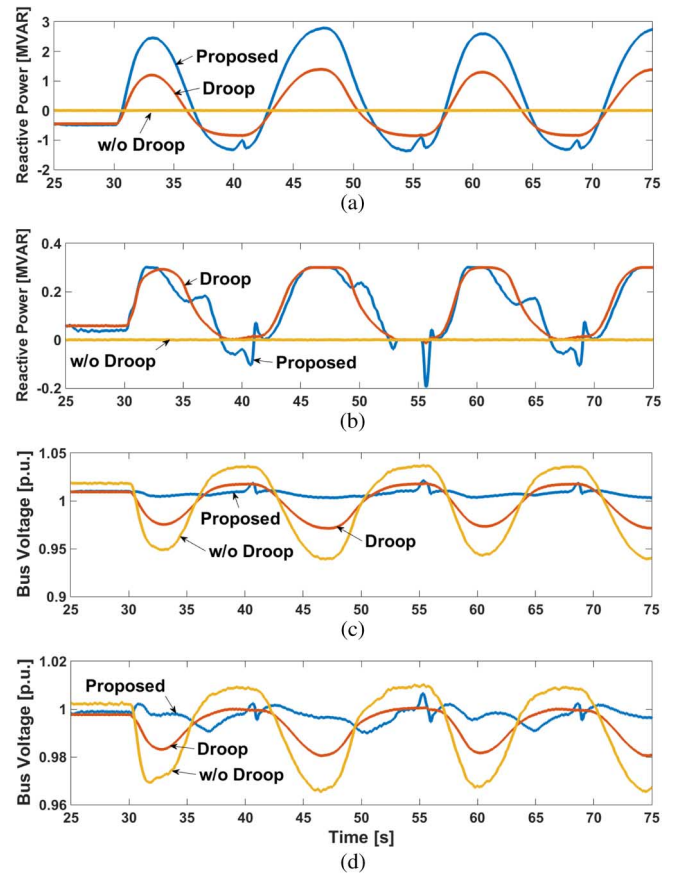 Reactive Power [MVAR]
3
2
1
0
-1
-2
Proposed
Droop
w/o Droop
25 30 35 40 45 50 55 60 65 70 75
(a)
Reactive Power [MVAR]
0.4
0.2
0
-0.2
Droop
w/o Droop
Proposed
25 30 35 40 45 50 55 60 65 70 75
(b)
Bus Voltage [p.u.]
1.05
1
0.95
0.9
Proposed
w/o Droop
Droop
25 30 35 40 45 50 55 60 65 70 75
(c)
Bus Voltage [p.u.]
1.02
1
0.98
0.96
Proposed
Droop
w/o Droop
25 30 35 40 45 50 55 60 65 70 75
Time [s]
(d)